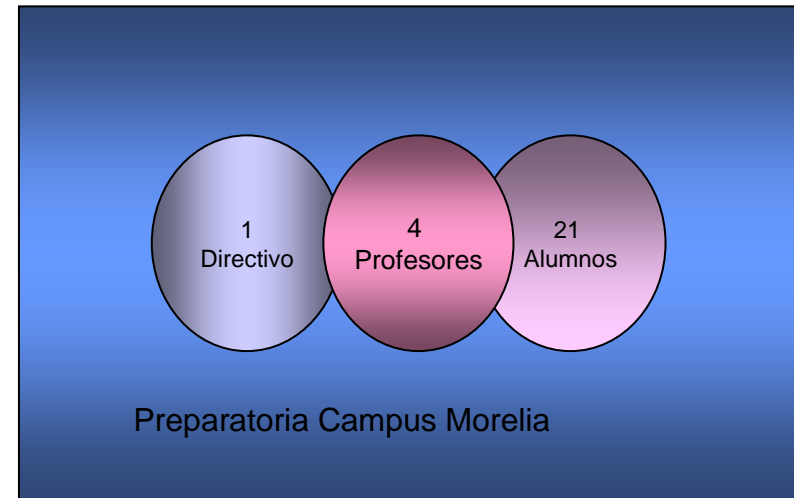 1
Directivo
4
Profesores
21
Alumnos
Preparatoria Campus Morelia